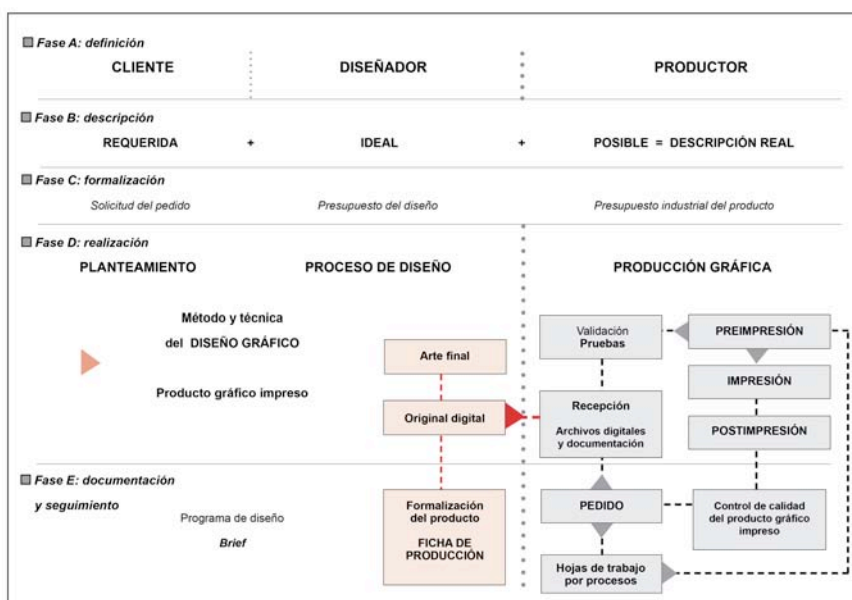 Fase A: definición
CLIENTE DISEÑADOR PRODUCTOR
Fase B: descripción
REQUERIDA + IDEAL + POSIBLE = DESCRIPCIÓN REAL
Fase C: formalización
Solicitud del pedido Presupuesto del diseño Presupuesto industrial del producto
Fase D: realización
PLANTEAMIENTO PROCESO DE DISEÑO PRODUCCIÓN GRÁFICA
Método y técnica
del DISEÑO GRÁFICO
Producto gráfico impreso
Arte final
Original digital
Validación
Pruebas
PREIMPRESIÓN
IMPRESIÓN
Recepción
Archivos digitales
y documentación
POSTIMPRESIÓN
Fase E: documentación
y seguimiento
Programa de diseño
Brief
Formalización
del producto
FICHA DE
PRODUCCIÓN
PEDIDO
Control de calidad
del producto gráfico
impreso
Hojas de trabajo
por procesos